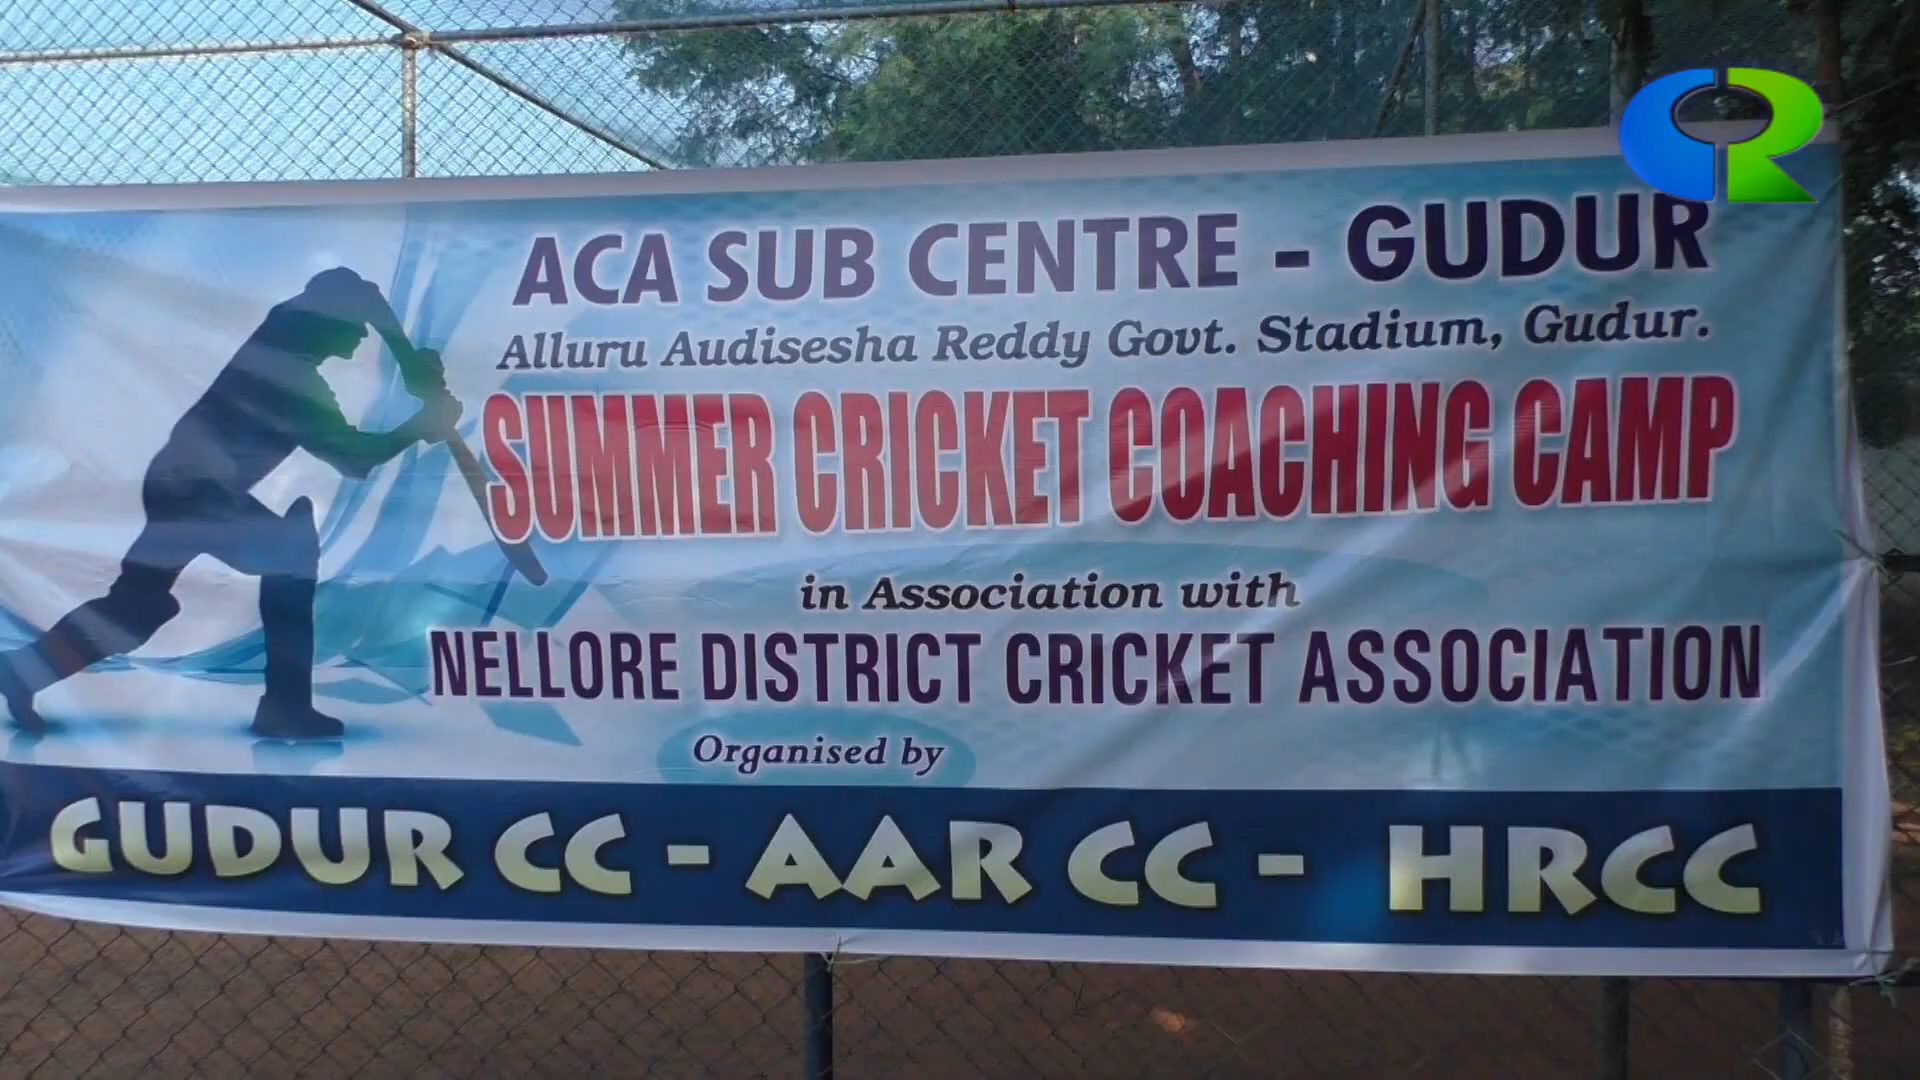 ACA SUB CENTRE - GUDUR
Alluru Audisesha Reddy Govt. Stadium, Gudur.
SUMMER CRICKET COACHING CAMP
in Association with
NELLORE DISTRICT CRICKET ASSOCIATION
Organised by
GUDUR CC - AAR CC - HRCC